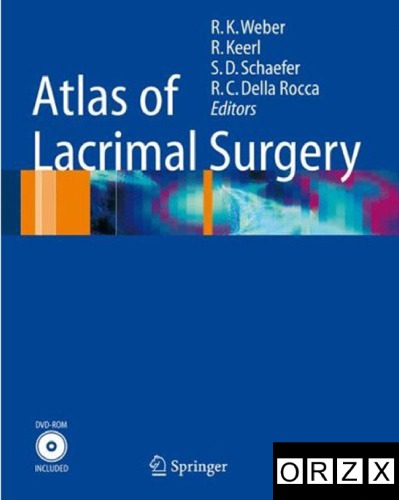 R. K. Weber
R. Keerl
S. D. Schaefer
R. C. Della Rocca
Editors
Atlas of
Lacrimal Surgery
DVD-ROM
INCLUDED
Springer
ORZX